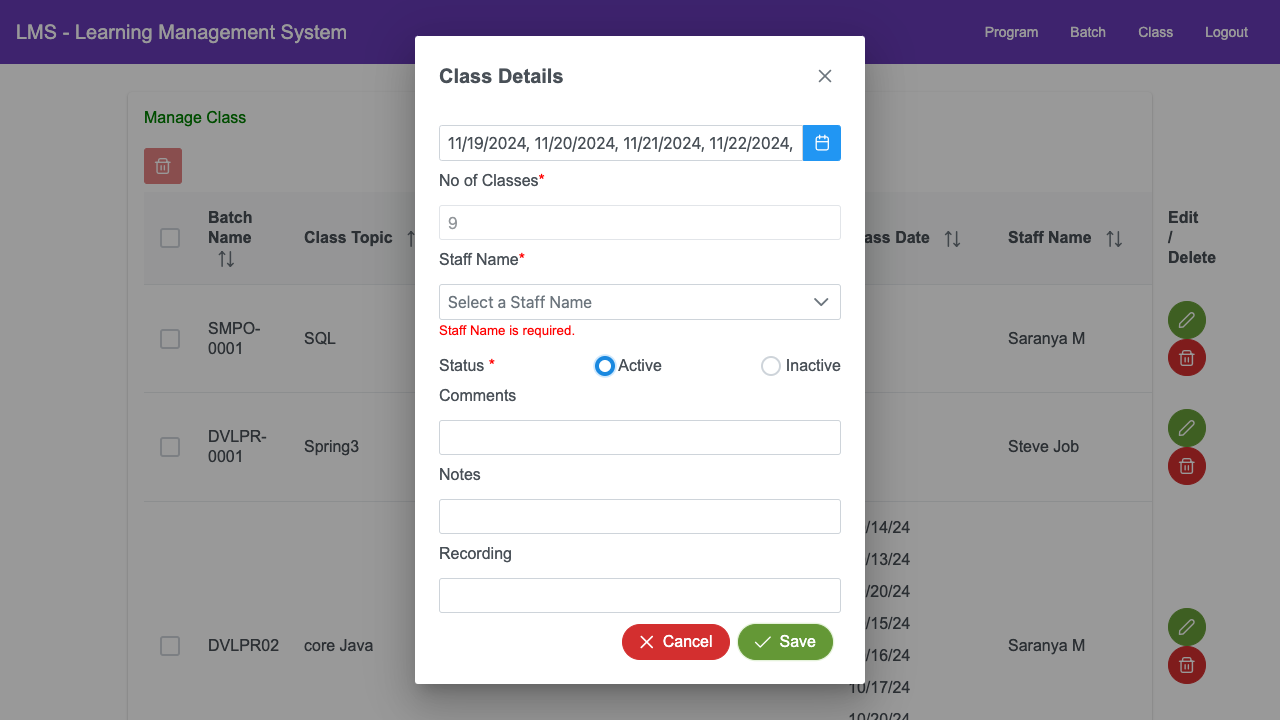 LMS - Learning Management System
Program Batch Class Logout
Class Details
Manage Class
11/19/2024, 11/20/2024, 11/21/2024, 11/22/2024,
No of Classes*
9
Staff Name*
Select a Staff Name
Staff Name is required.
Status * Active Inactive
Comments
Notes
Recording
Cancel Save
Batch Name Class Topic Class Date Staff Name Edit / Delete
SMPO-0001 SQL Saranya M
DVLPR-0001 Spring3 Steve Job
DVLPR02 core Java Saranya M
/14/24
/13/24
/20/24
/15/24
/16/24
10/17/24
10/20/24